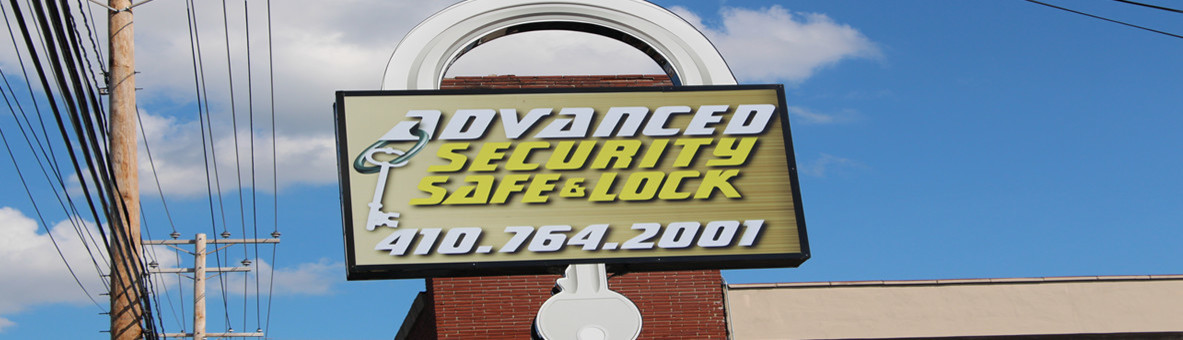 ADVANCED
SECURITY
SAFE & LOCK
410.764.2001